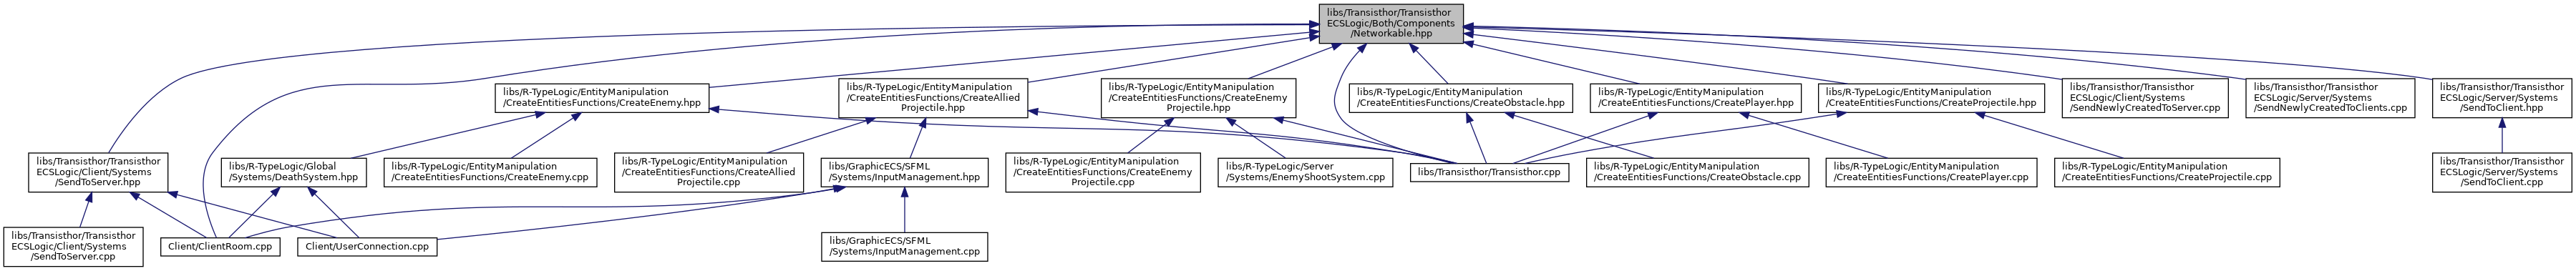 libs/Transisthor/Transisthor
ECSLogic/Both/Components
/Networkable.hpp
libs/R-TypeLogic/EntityManipulation
/CreateEntitiesFunctions/CreateEnemy.hpp
libs/R-TypeLogic/EntityManipulation
/CreateEntitiesFunctions/CreateAllied
Projectile.hpp
libs/R-TypeLogic/EntityManipulation
/CreateEntitiesFunctions/CreateEnemy
Projectile.hpp
libs/R-TypeLogic/EntityManipulation
/CreateEntitiesFunctions/CreateObstacle.hpp
libs/R-TypeLogic/EntityManipulation
/CreateEntitiesFunctions/CreatePlayer.hpp
libs/R-TypeLogic/EntityManipulation
/CreateEntitiesFunctions/CreateProjectile.hpp
libs/Transisthor/Transisthor
ECSLogic/Client/Systems
/SendNewlyCreatedToServer.cpp
libs/Transisthor/Transisthor
ECSLogic/Server/Systems
/SendNewlyCreatedToClients.cpp
libs/Transisthor/Transisthor
ECSLogic/Server/Systems
/SendToClient.hpp
libs/Transisthor/Transisthor
ECSLogic/Client/Systems
/SendToServer.hpp
libs/R-TypeLogic/Global
/Systems/DeathSystem.hpp
libs/R-TypeLogic/EntityManipulation
/CreateEntitiesFunctions/CreateEnemy.cpp
libs/R-TypeLogic/EntityManipulation
/CreateEntitiesFunctions/CreateAllied
Projectile.cpp
libs/GraphicECS/SFML
/Systems/InputManagement.hpp
libs/R-TypeLogic/EntityManipulation
/CreateEntitiesFunctions/CreateEnemy
Projectile.cpp
libs/R-TypeLogic/Server
/Systems/EnemyShootSystem.cpp
libs/Transisthor/Transisthor.cpp
libs/R-TypeLogic/EntityManipulation
/CreateEntitiesFunctions/CreateObstacle.cpp
libs/R-TypeLogic/EntityManipulation
/CreateEntitiesFunctions/CreatePlayer.cpp
libs/R-TypeLogic/EntityManipulation
/CreateEntitiesFunctions/CreateProjectile.cpp
libs/Transisthor/Transisthor
ECSLogic/Server/Systems
/SendToClient.cpp
libs/Transisthor/Transisthor
ECSLogic/Client/Systems
/SendToServer.cpp
Client/ClientRoom.cpp
Client/UserConnection.cpp
libs/GraphicECS/SFML
/Systems/InputManagement.cpp